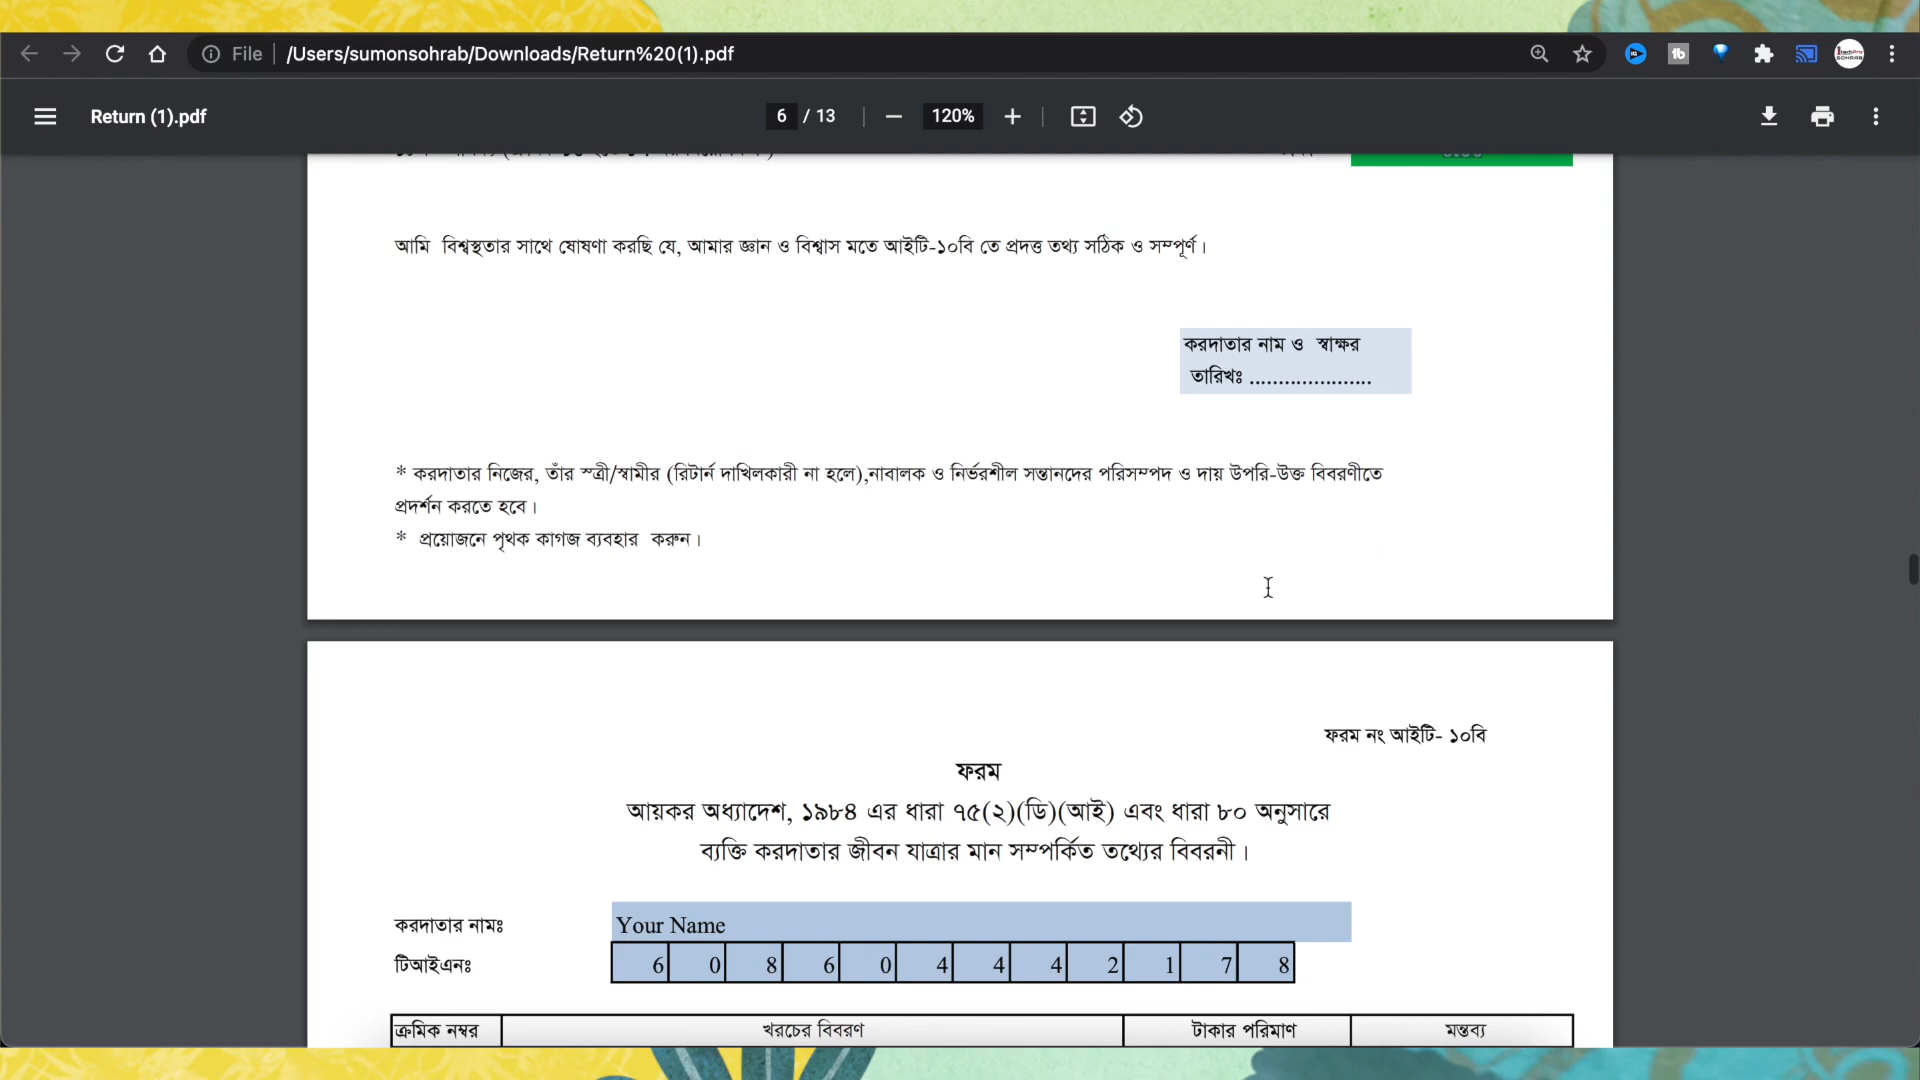 File /Users/sumonsohrab/Downloads/Return%20(1).pdf
Return (1).pdf 6 / 13 120%
আমি বিশ্বস্থতার সাথে ঘোষণা করছি যে, আমার জ্ঞান ও বিশ্বাস মতে আইটি-১০বি তে প্রদত্ত তথ্য সঠিক ও সম্পূর্ণ।
করদাতার নাম ও স্বাক্ষর
তারিখঃ .....................
* করদাতার নিজের, তাঁর স্ত্রী/স্বামীর (রিটার্ন দাখিলকারী না হলে),নাবালক ও নির্ভরশীল সন্তানদের পরিসম্পদ ও দায় উপরি-উক্ত বিবরণীতে
প্রদর্শন করতে হবে।
* প্রয়োজনে পৃথক কাগজ ব্যবহার করুন।
ফরম নং আইটি- ১০বি
ফরম
আয়কর অধ্যাদেশ, ১৯৮৪ এর ধারা ৭৫(২)(ডি)(আই) এবং ধারা ৮০ অনুসারে
ব্যক্তি করদাতার জীবন যাত্রার মান সম্পর্কিত তথ্যের বিবরনী।
করদাতার নামঃ Your Name
টিআইএনঃ 6 0 8 6 0 4 4 4 2 1 7 8
ক্রমিক নম্বর খরচের বিবরণ টাকার পরিমাণ মন্তব্য